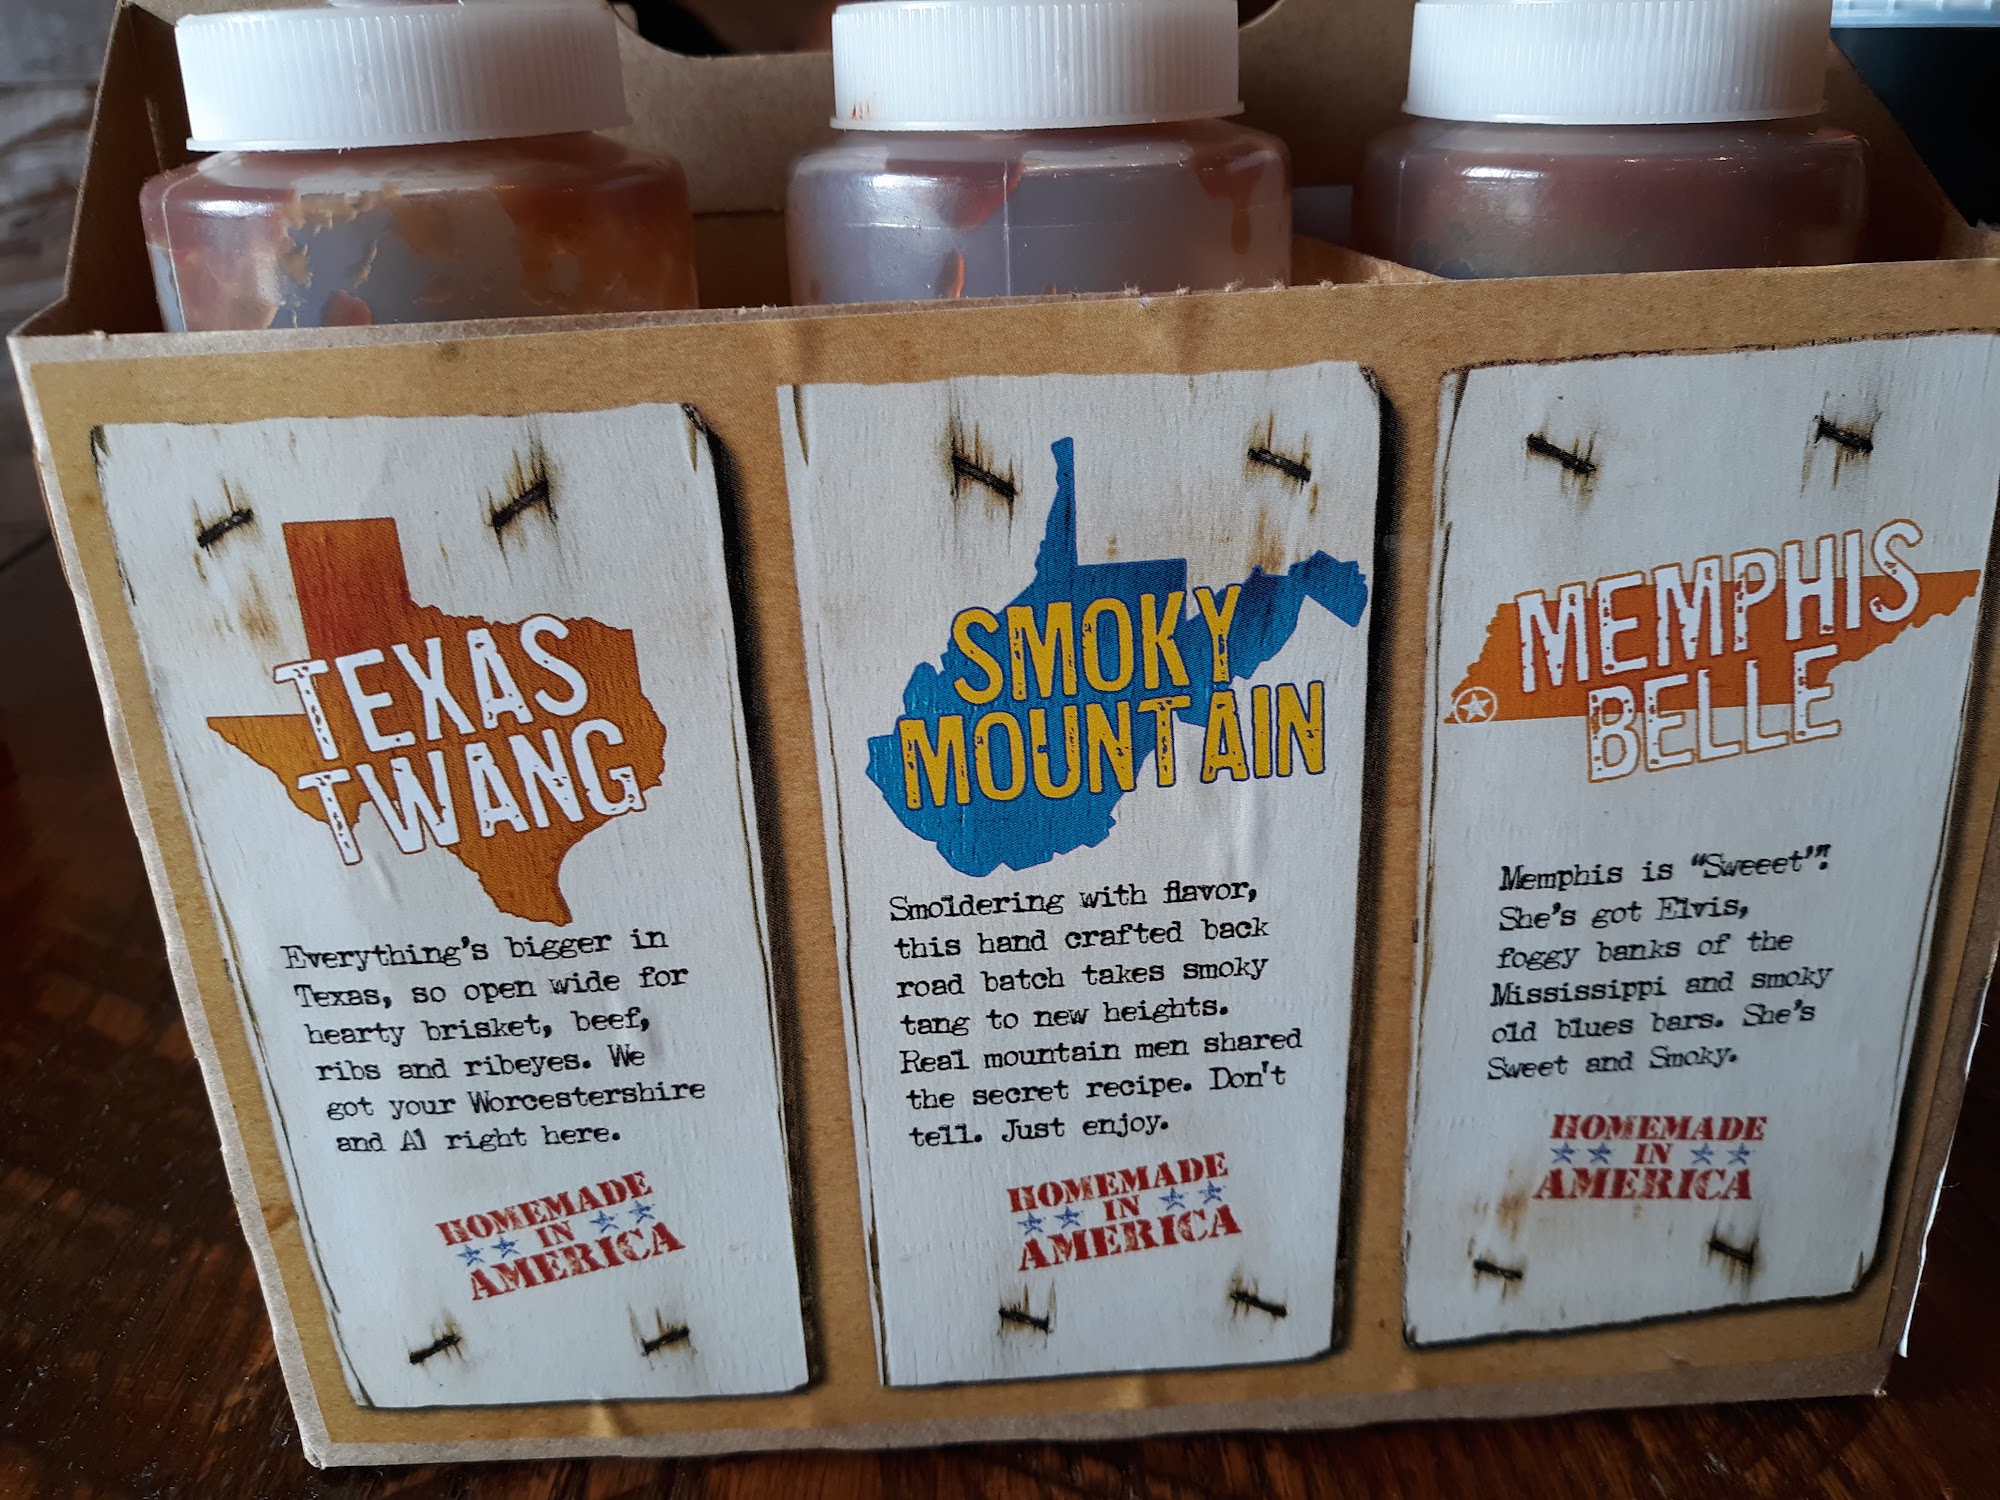 TEXAS
TWANG
Everything's bigger in
Texas, so open wide for
hearty brisket, beef,
ribs and ribeyes. We
got your Worcestershire
and A1 right here.
HOMEMADE
IN
AMERICA
SMOKY
MOUNTAIN
Smoldering with flavor,
this hand crafted back
road batch takes smoky
tang to new heights.
Real mountain men shared
the secret recipe. Don't
tell. Just enjoy.
HOMEMADE
IN
AMERICA
MEMPHIS
BELLE
Memphis is "Sweeet"!
She's got Elvis,
foggy banks of the
Mississippi and smoky
old blues bars. She's
Sweet and Smoky.
HOMEMADE
IN
AMERICA